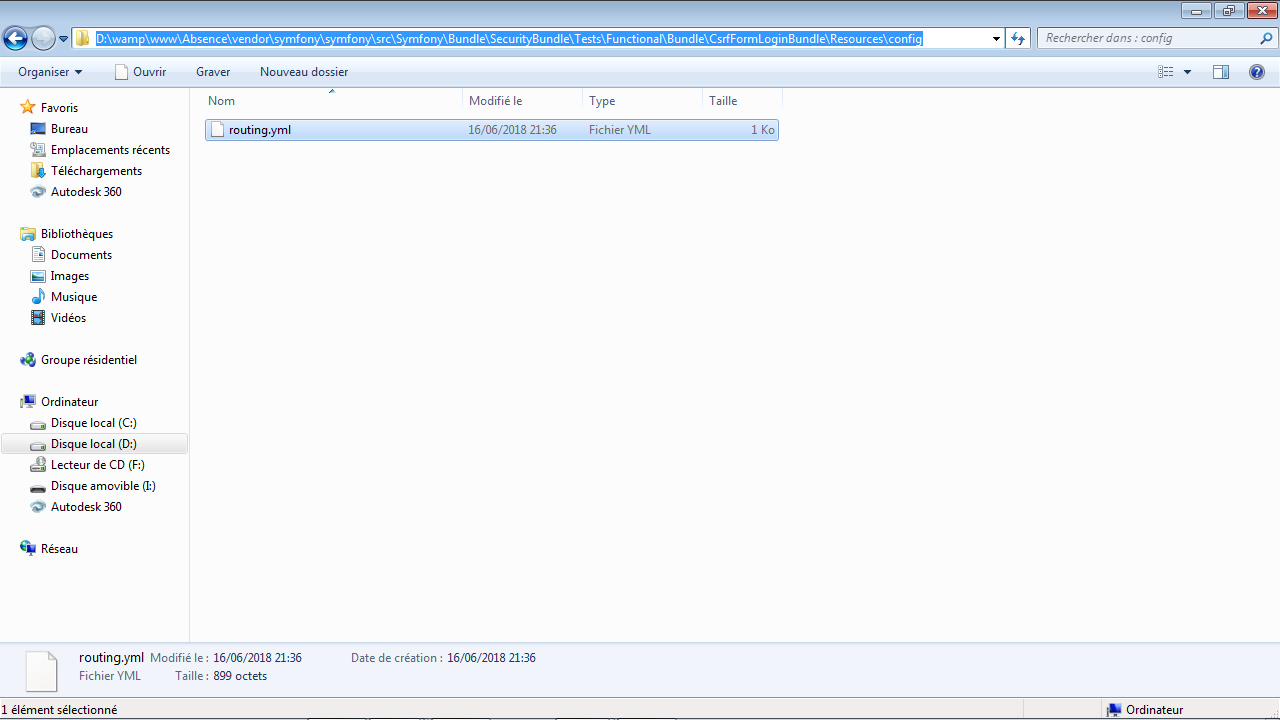 D:\wamp\www\Absence\vendor\symfony\symfony\src\Symfony\Bundle\SecurityBundle\Tests\Functional\Bundle\CsrfFormLoginBundle\Resources\config
Rechercher dans : config
Organiser Ouvrir Graver Nouveau dossier
Nom Modifié le Type Taille
routing.yml 16/06/2018 21:36 Fichier YML 1 Ko
Favoris
Bureau
Emplacements récents
Téléchargements
Autodesk 360
Bibliothèques
Documents
Images
Musique
Vidéos
Groupe résidentiel
Ordinateur
Disque local (C:)
Disque local (D:)
Lecteur de CD (F:)
Disque amovible (I:)
Autodesk 360
Réseau
routing.yml Modifié le : 16/06/2018 21:36 Date de création : 16/06/2018 21:36
Fichier YML Taille : 899 octets
1 élément sélectionné Ordinateur